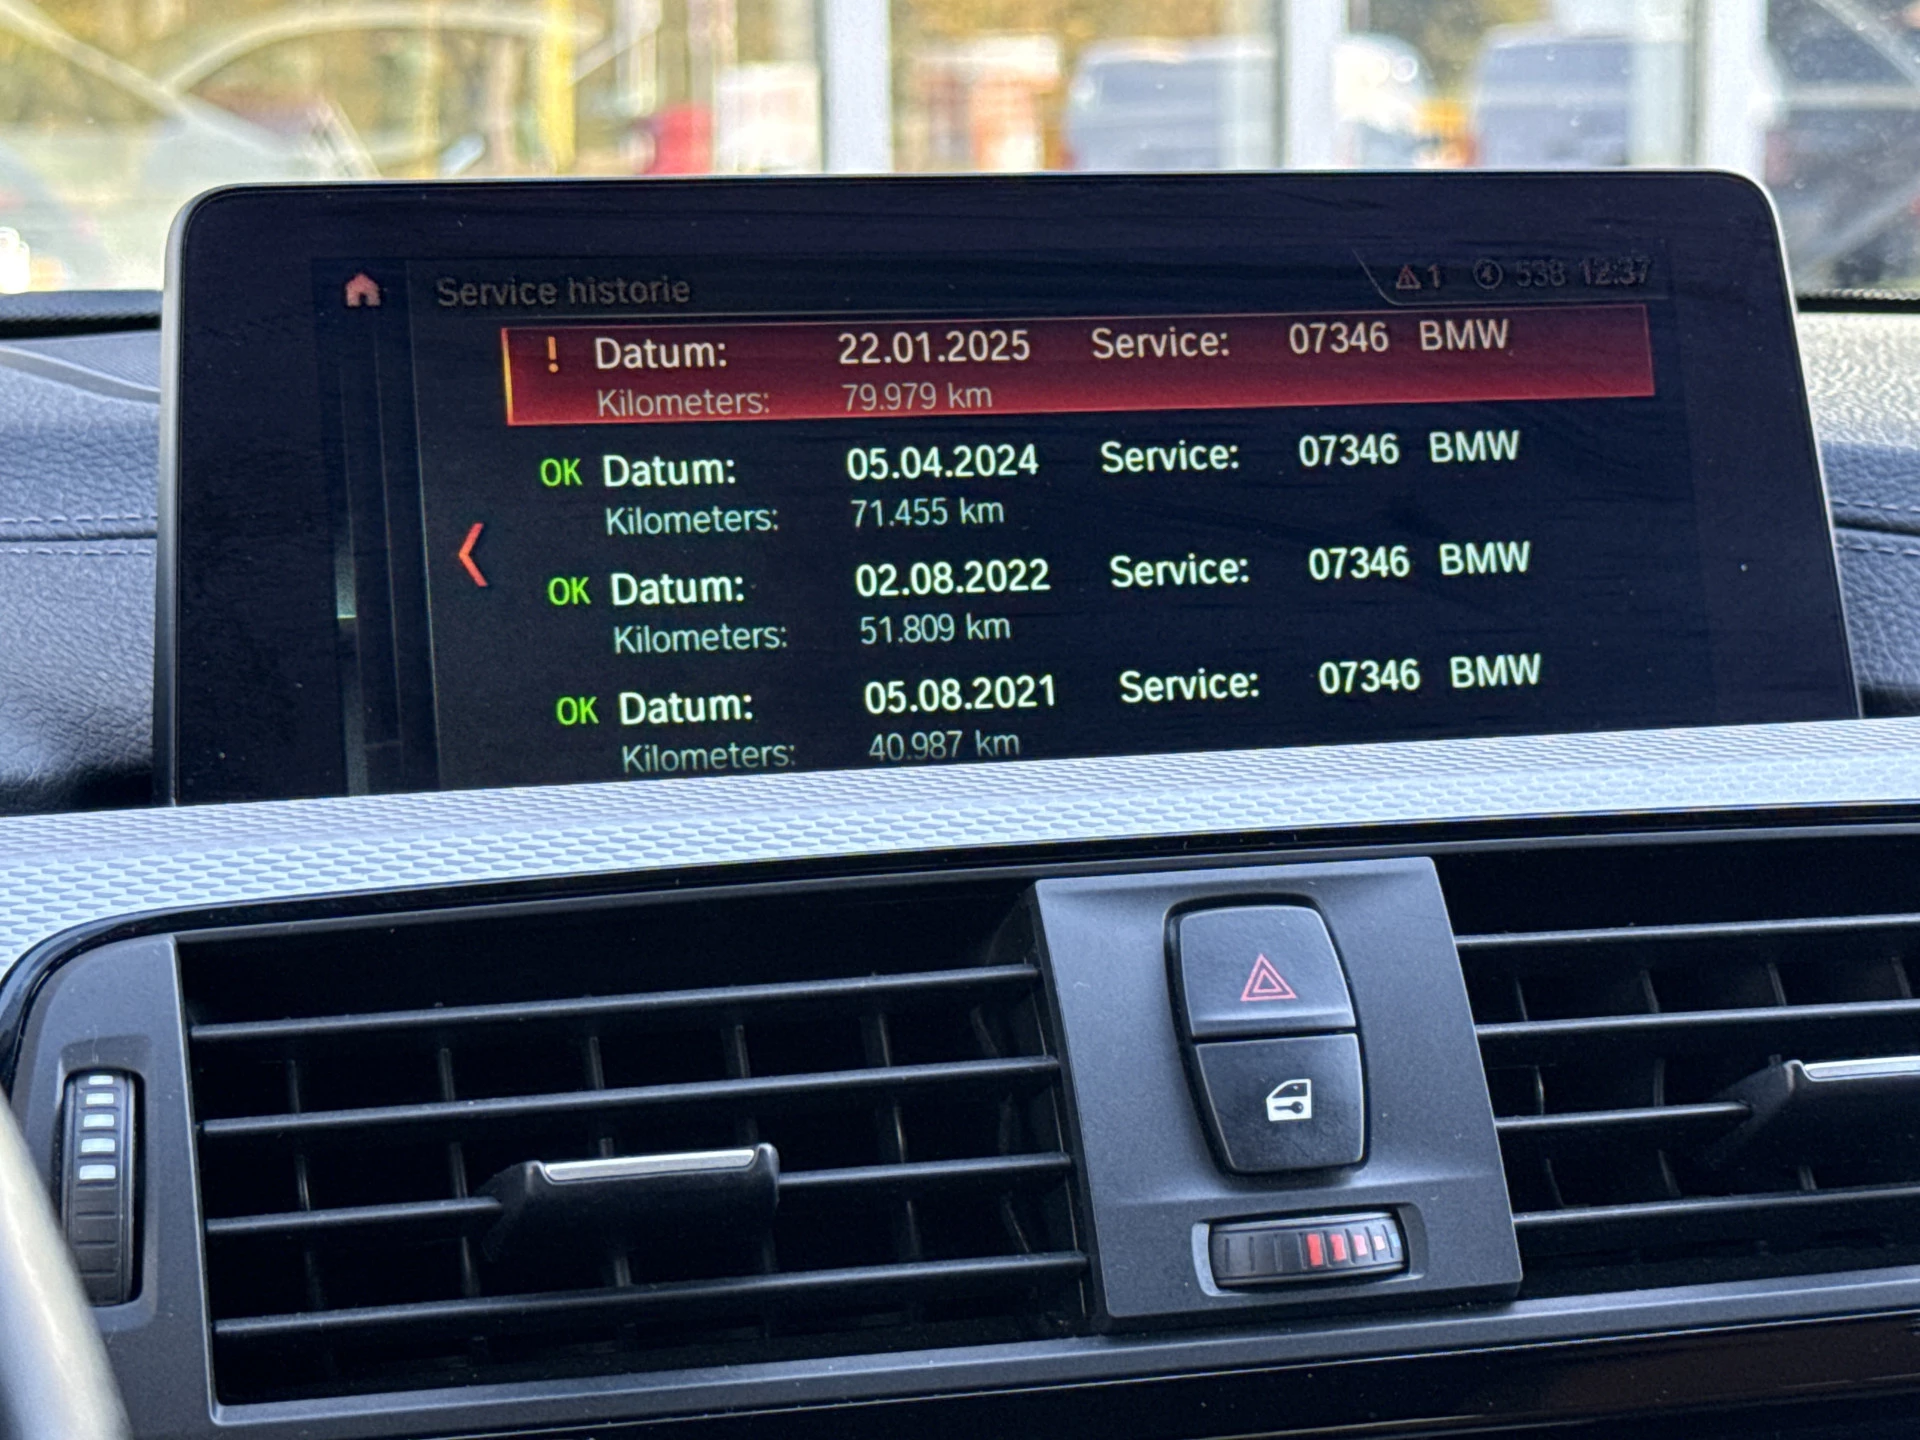 Service historie 1 538 12:37
! Datum: 22.01.2025 Service: 07346 BMW
Kilometers: 79.979 km
OK Datum: 05.04.2024 Service: 07346 BMW
Kilometers: 71.455 km
OK Datum: 02.08.2022 Service: 07346 BMW
Kilometers: 51.809 km
OK Datum: 05.08.2021 Service: 07346 BMW
Kilometers: 40.987 km